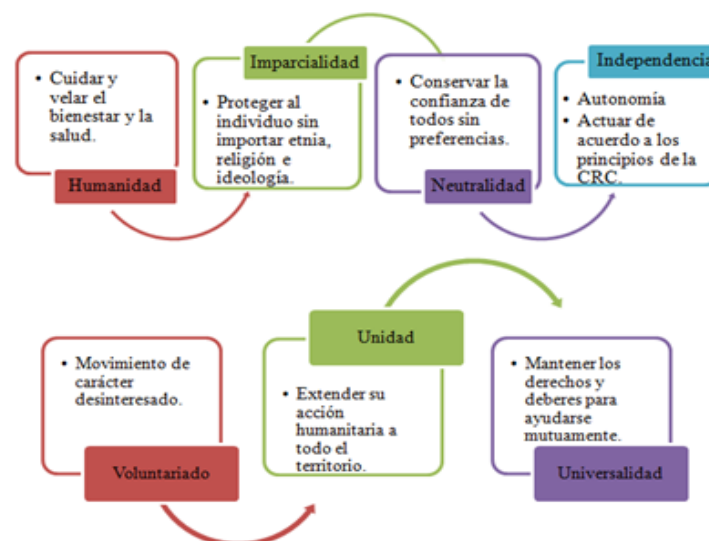 • Cuidar y
velar el
bienestar y la
salud.
Humanidad
Imparcialidad
• Proteger al
individuo sin
importar etnia,
religión e
ideología.
• Conservar la
confianza de
todos sin
preferencias.
Neutralidad
Independencia
• Autonomía
• Actuar de
acuerdo a los
principios de la
CRC.
• Movimiento de
carácter
desinteresado.
Voluntariado
Unidad
• Extender su
acción
humanitaria a
todo el
territorio.
• Mantener los
derechos y
deberes para
ayudarse
mutuamente.
Universalidad